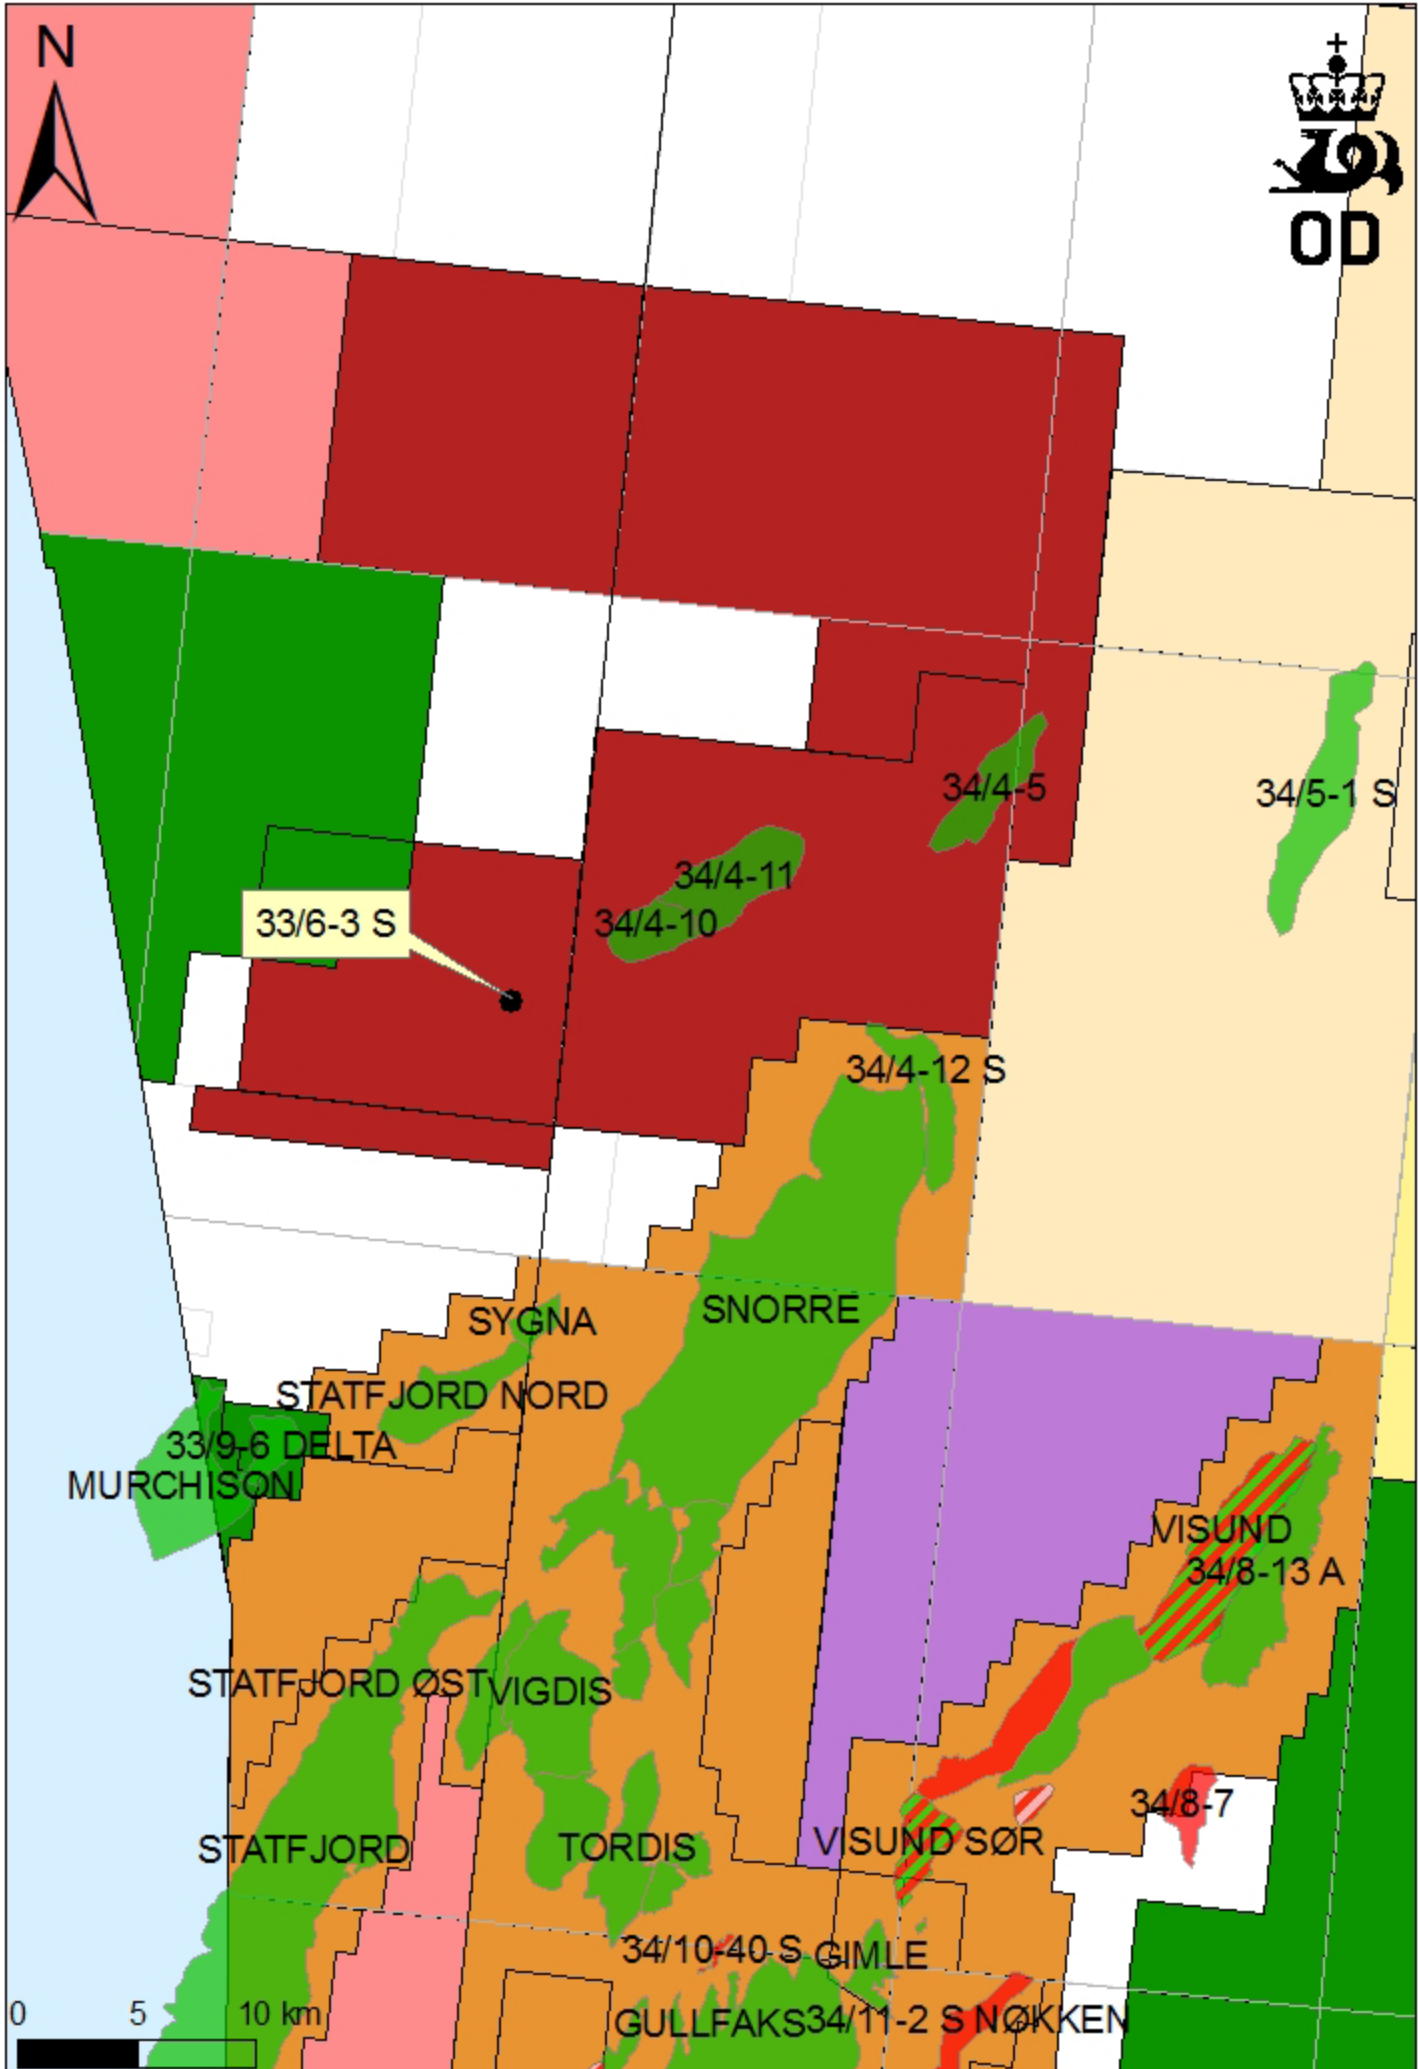 N
OD
34/4-5
34/5-1 S
34/4-11
33/6-3 S
34/4-10
34/4-12 S
SNORRE
SYGNA
STATFJORD NORD
33/9-6 DELTA
MURCHISON
VISUND
34/8-13 A
STATFJORD ØST
VIGDIS
34/8-7
STATFJORD
TORDIS
VISUND SØR
34/10-40 S
GIMLE
0 5 10 km
GULLFAKS
34/11-2 S NØKKEN